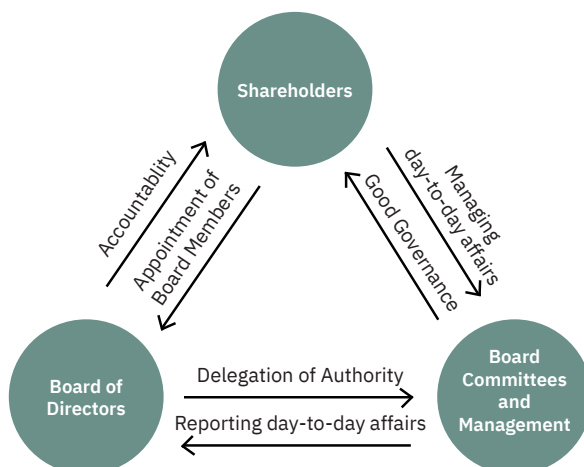 Shareholders
Accountablity
Appointment of
Board Members
Managing
day-to-day affairs
Good Governance
Board of
Directors
Delegation of Authority
Reporting day-to-day affairs
Board
Committees
and
Management